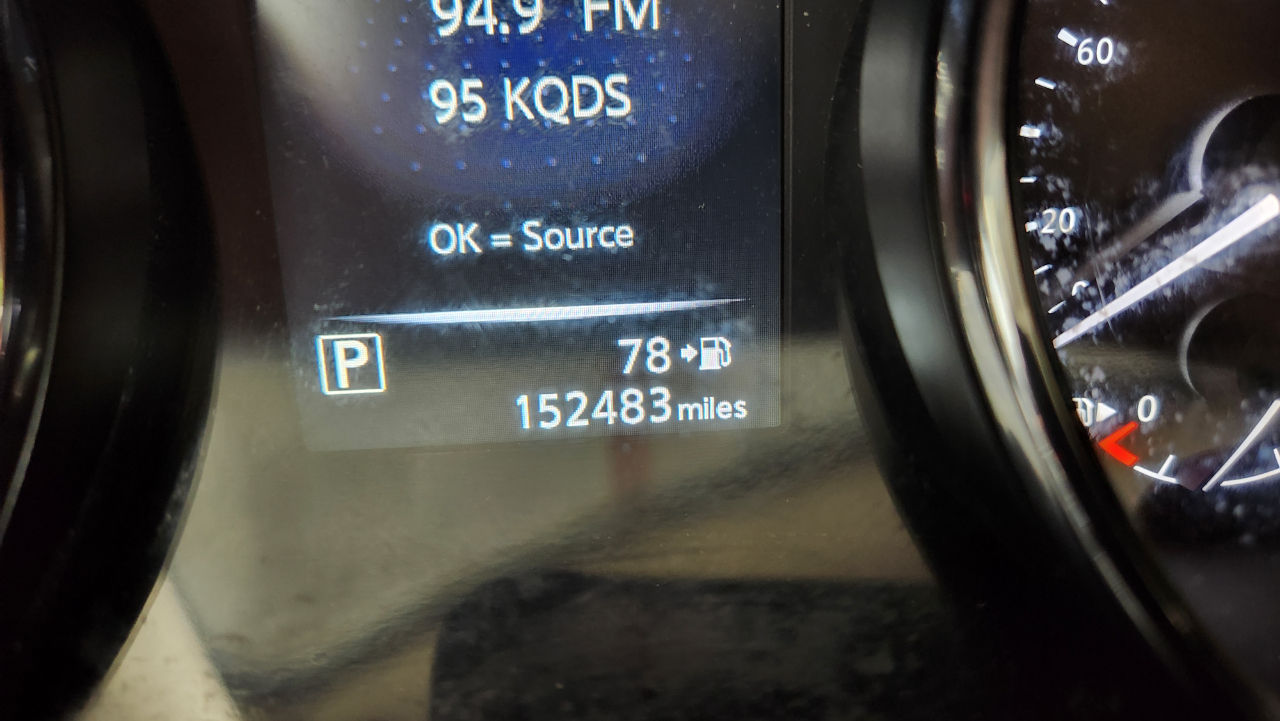 94.9 FM
95 KQDS
OK = Source
P
78
152483 miles
60
20
0